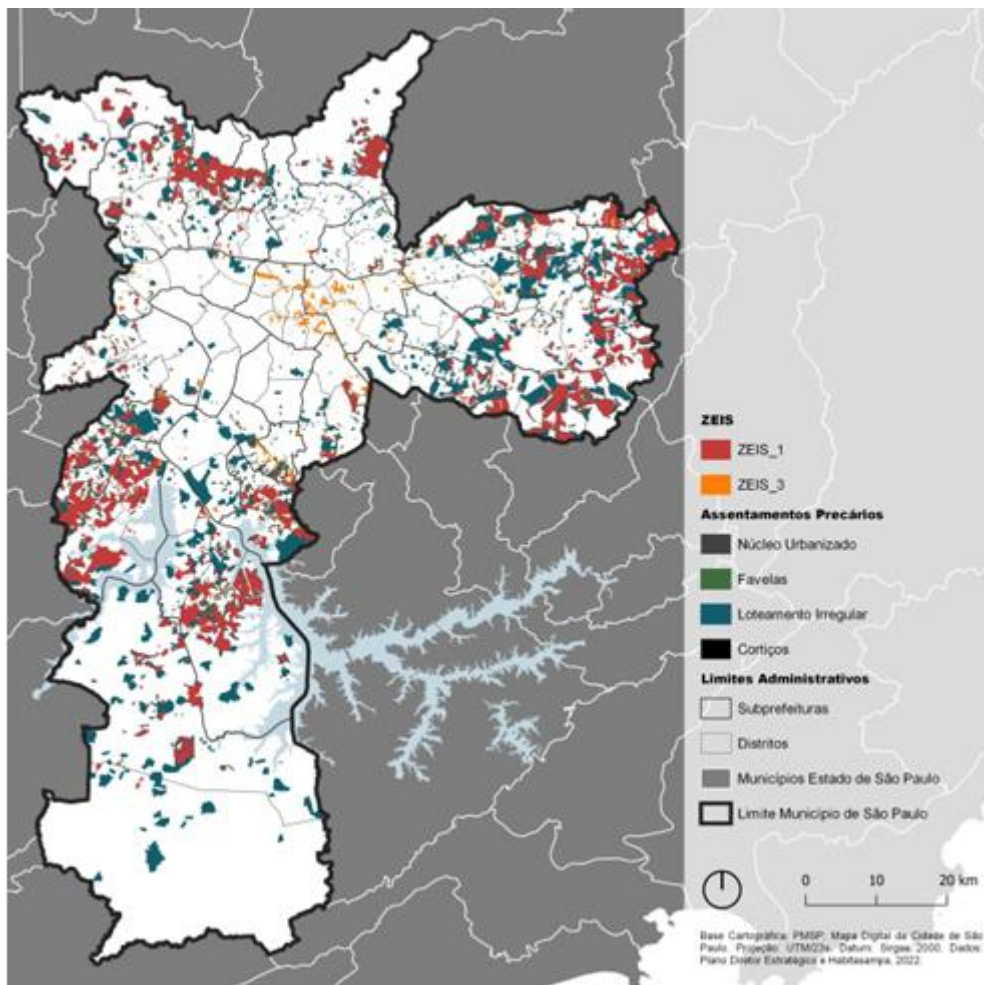 ZEIS
ZEIS_1
ZEIS_3
Assentamentos Precários
Núcleo Urbanizado
Favelas
Loteamento Irregular
Cortiços
Limites Administrativos
Subprefeituras
Distritos
Municípios Estado de São Paulo
Limite Município de São Paulo
0 10 20 km
Base Cartográfica: PMSP; Mapa Digital da Cidade de São
Paulo. Projeção: UTM/23s. Datum: Sirgas 2000. Dados:
Plano Diretor Estratégico e Habitasampa, 2022.